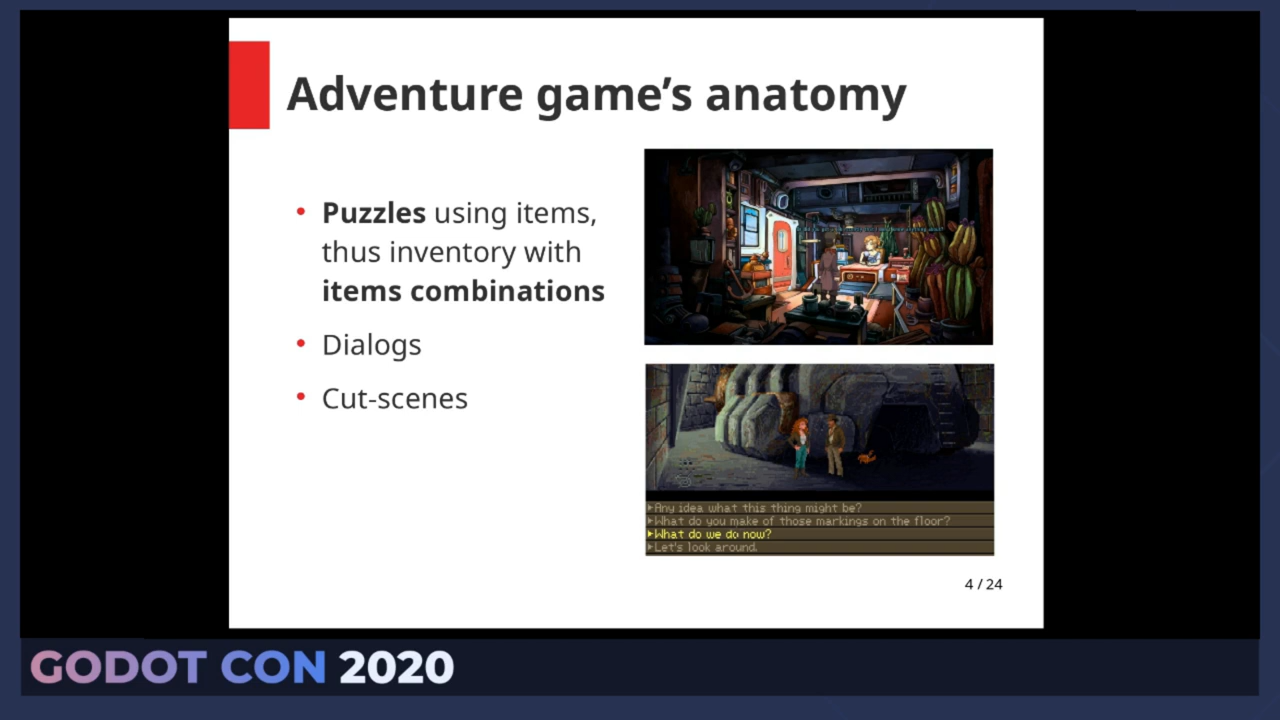 Adventure game’s anatomy
• Puzzles using items,
thus inventory with
items combinations
• Dialogs
• Cut-scenes
Any idea what this thing might be?
What do you make of those markings on the floor?
What do we do now?
Let's look around.
4 / 24
GODOT CON 2020